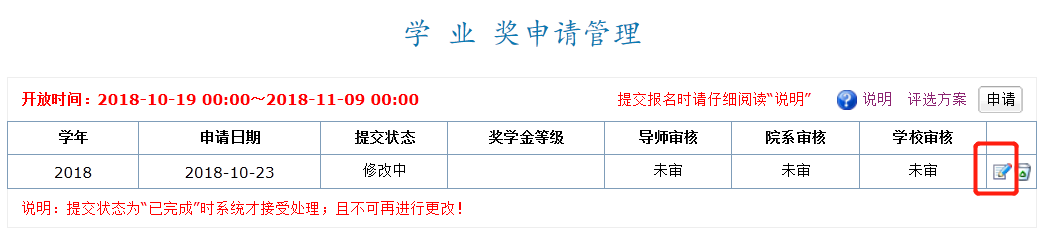 学 业 奖申请管理
开放时间：2018-10-19 00:00～2018-11-09 00:00 提交报名时请仔细阅读“说明” 说明 评选方案 申请
学年 申请日期 提交状态 奖学金等级 导师审核 院系审核 学校审核
2018 2018-10-23 修改中 未审 未审 未审
说明：提交状态为“已完成”时系统才接受处理；且不可再进行更改！